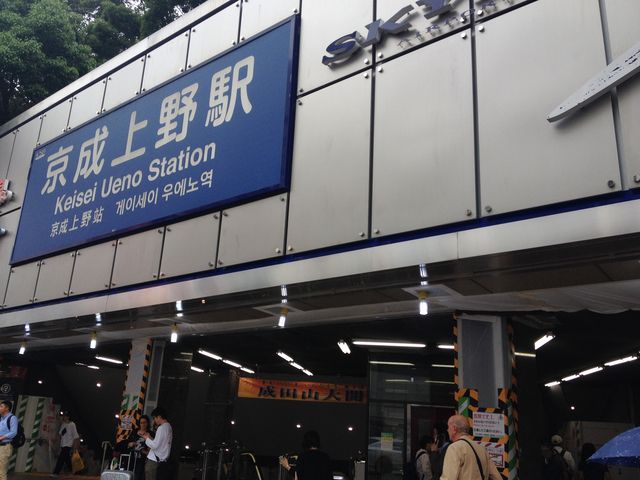 京成上野駅
Keisei Ueno Station
京成上野站 게이세이 우에노역
SKY
成田山大開